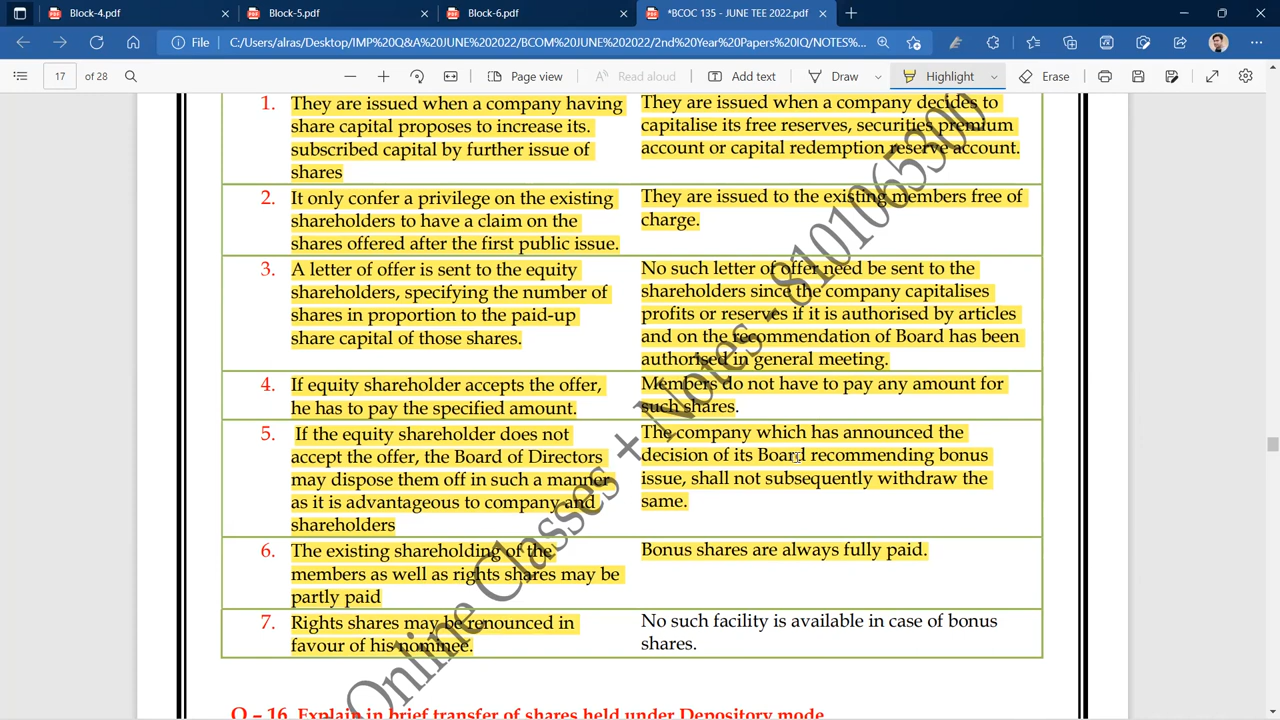 Block-4.pdf
Block-5.pdf
Block-6.pdf
*BCOC 135 - JUNE TEE 2022.pdf
File
C:/Users/alras/Desktop/IMP%20Q&A%20JUNE%202022/BCOM%20JUNE%202022/2nd%20Year%20Papers%20IQ/NOTES%...
17
of 28
Page view
Read aloud
Add text
Draw
Highlight
Erase
1. They are issued when a company having
share capital proposes to increase its.
subscribed capital by further issue of
shares
They are issued when a company decides to
capitalise its free reserves, securities premium
account or capital redemption reserve account.
2. It only confer a privilege on the existing
shareholders to have a claim on the
shares offered after the first public issue.
They are issued to the existing members free of
charge.
3. A letter of offer is sent to the equity
shareholders, specifying the number of
shares in proportion to the paid-up
share capital of those shares.
No such letter of offer need be sent to the
shareholders since the company capitalises
profits or reserves if it is authorised by articles
and on the recommendation of Board has been
authorised in general meeting.
4. If equity shareholder accepts the offer,
he has to pay the specified amount.
Members do not have to pay any amount for
such shares.
5. If the equity shareholder does not
accept the offer, the Board of Directors
may dispose them off in such a manner
as it is advantageous to company and
shareholders
The company which has announced the
decision of its Board recommending bonus
issue, shall not subsequently withdraw the
same.
6. The existing shareholding of the
members as well as rights shares may be
partly paid
Bonus shares are always fully paid.
7. Rights shares may be renounced in
favour of his nominee.
No such facility is available in case of bonus
shares.
Online Classes + Notes - 8101065300
Q – 16 Explain in brief transfer of shares held under Depository mode